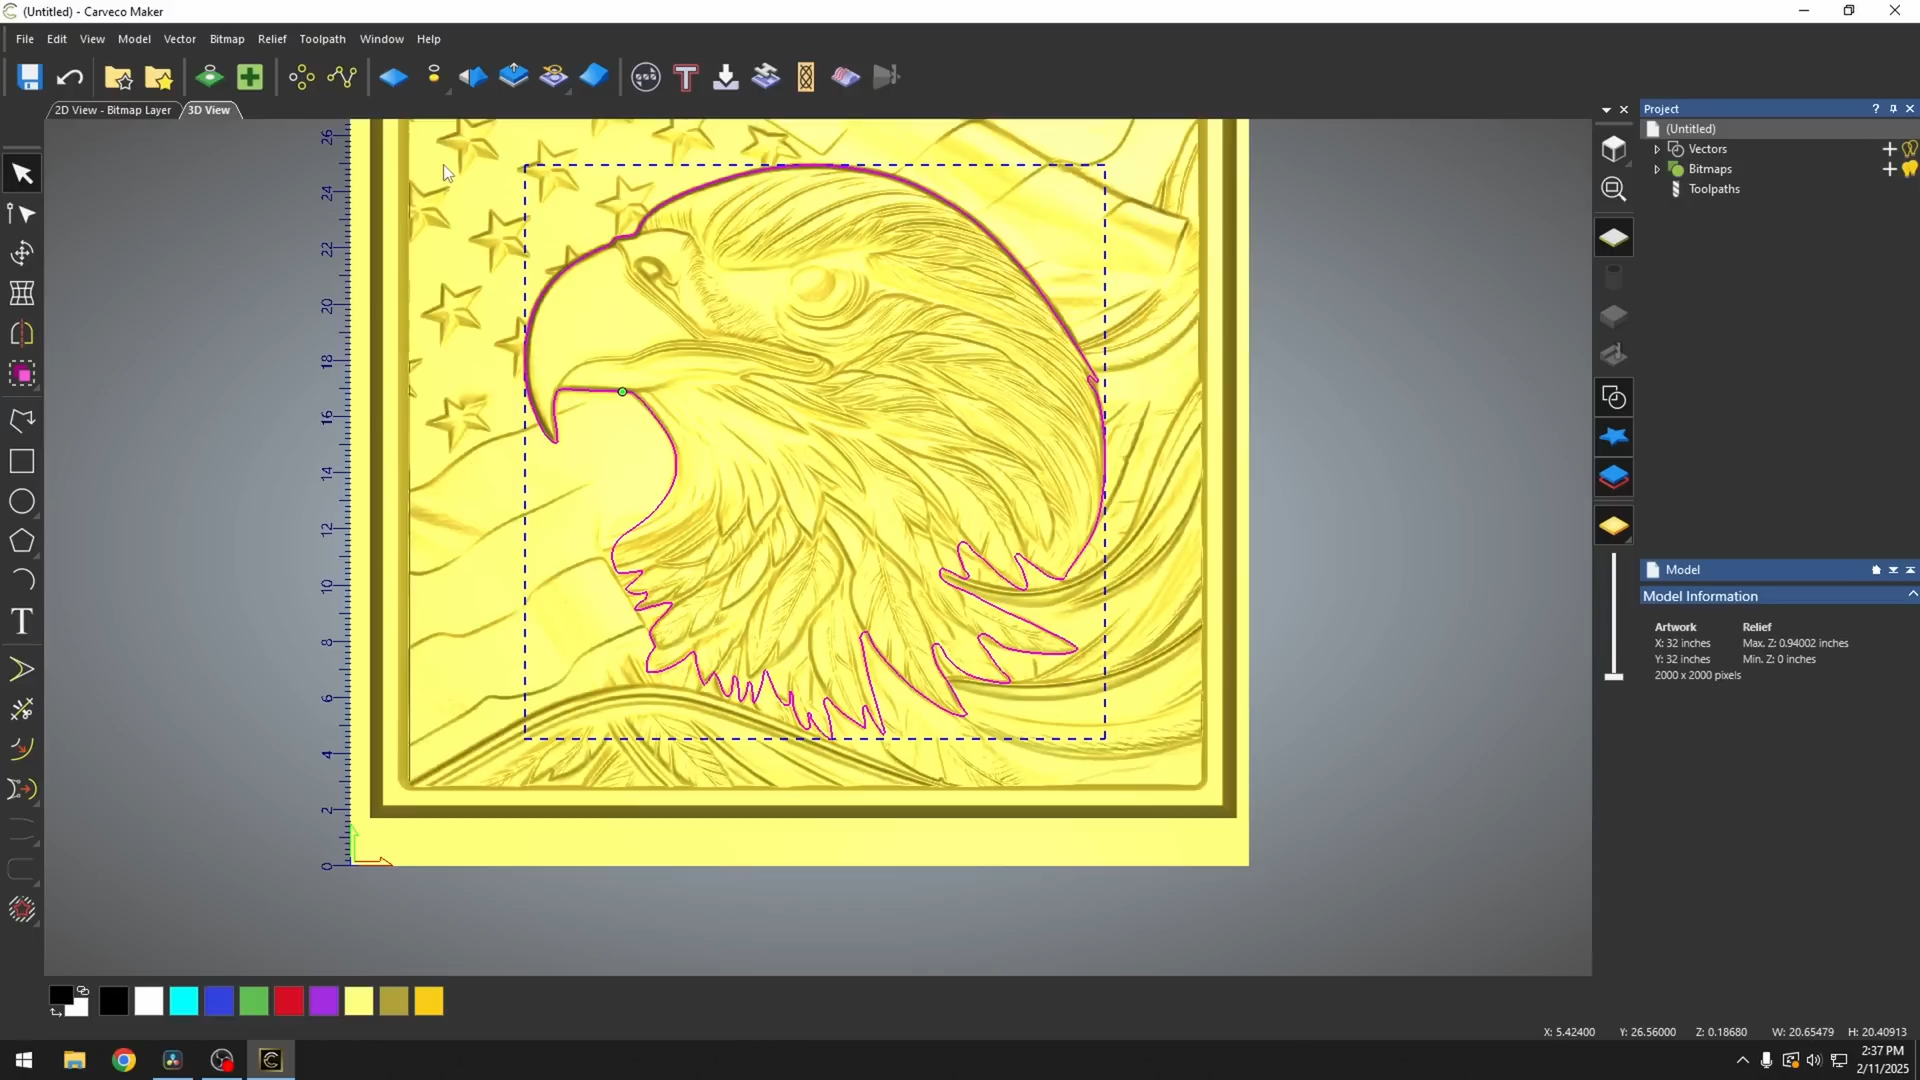 (Untitled) - Carveco Maker
File Edit View Model Vector Bitmap Relief Toolpath Window Help
2D View - Bitmap Layer 3D View
Project
(Untitled)
Vectors
Bitmaps
Toolpaths
26
24
22
20
18
16
14
12
10
8
6
4
2
0
Model
Model Information
Artwork Relief
X: 32 inches Max. Z: 0.94002 inches
Y: 32 inches Min. Z: 0 inches
2000 x 2000 pixels
X: 5.42400 Y: 26.56000 Z: 0.18680 W: 20.65479 H: 20.40913
2:37 PM
2/11/2025